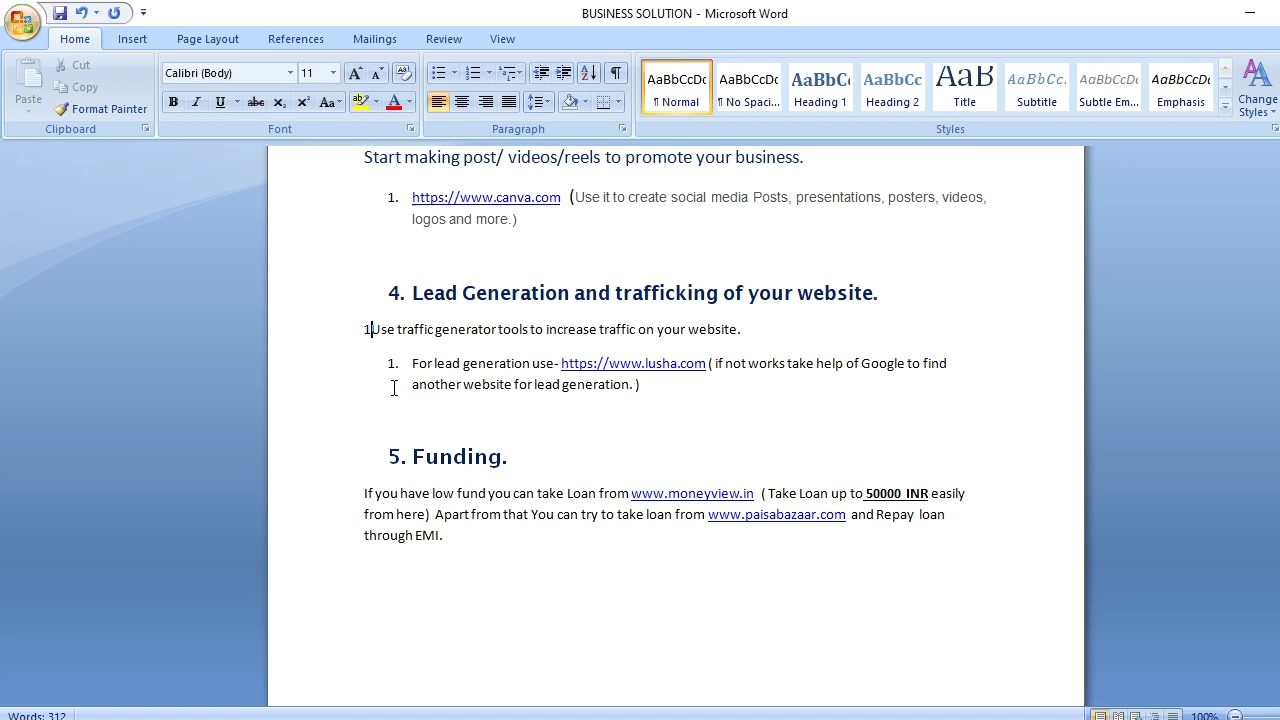 BUSINESS SOLUTION - Microsoft Word
Home Insert Page Layout References Mailings Review View
Paste
Cut
Copy
Format Painter
Clipboard
Calibri (Body) 11
Font
Paragraph
AaBbCcDc AaBbCcDc AaBbCc AaBbCc AaB AaBbCc. AaBbCcDc AaBbCcDc
¶ Normal ¶ No Spaci... Heading 1 Heading 2 Title Subtitle Subtle Em... Emphasis
Change Styles
Styles
Start making post/ videos/reels to promote your business.
1. https://www.canva.com (Use it to create social media Posts, presentations, posters, videos,
logos and more.)
4. Lead Generation and trafficking of your website.
1Use traffic generator tools to increase traffic on your website.
1. For lead generation use- https://www.lusha.com ( if not works take help of Google to find
another website for lead generation. )
5. Funding.
If you have low fund you can take Loan from www.moneyview.in ( Take Loan up to 50000 INR easily
from here) Apart from that You can try to take loan from www.paisabazaar.com and Repay loan
through EMI.
Words: 312
100%